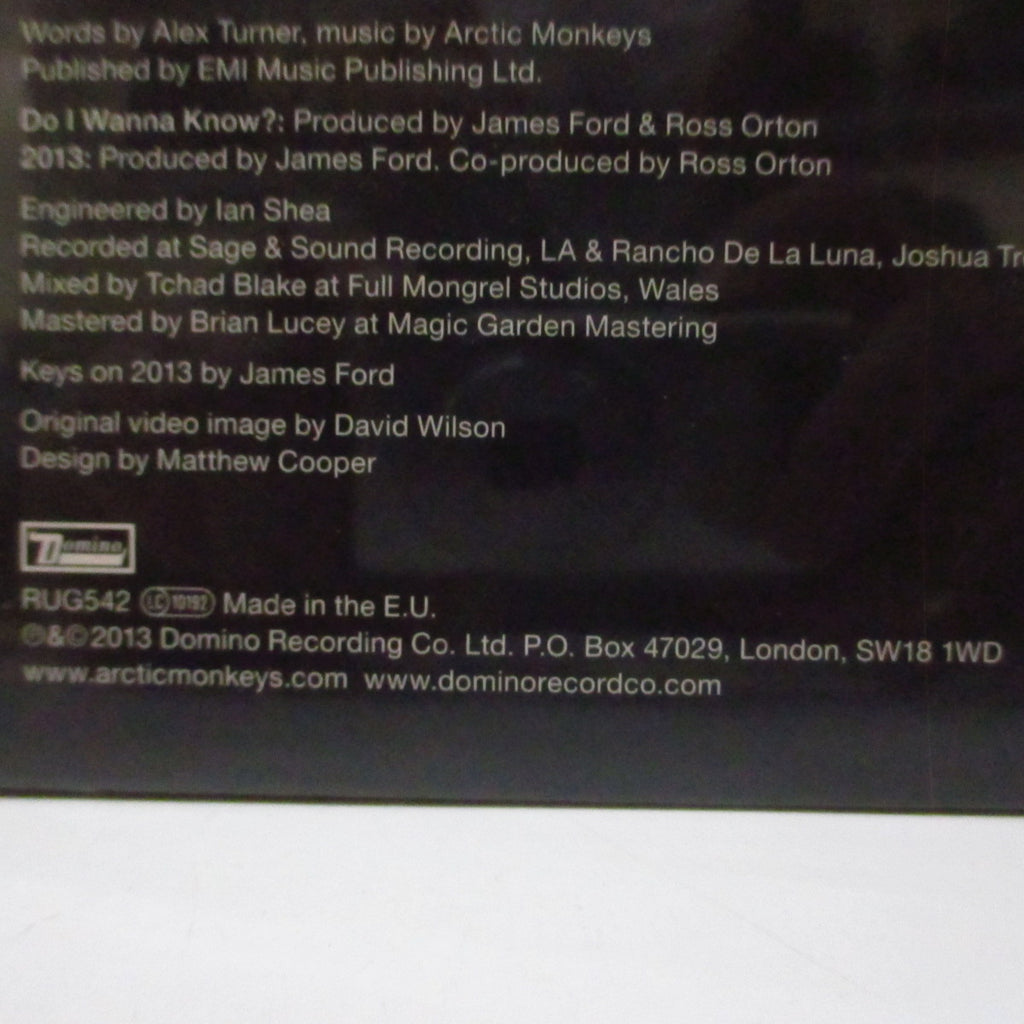 Words by Alex Turner, music by Arctic Monkeys
Published by EMI Music Publishing Ltd.
Do I Wanna Know?: Produced by James Ford & Ross Orton
2013: Produced by James Ford. Co-produced by Ross Orton
Engineered by Ian Shea
Recorded at Sage & Sound Recording, LA & Rancho De La Luna, Joshua Tr
Mixed by Tchad Blake at Full Mongrel Studios, Wales
Mastered by Brian Lucey at Magic Garden Mastering
Keys on 2013 by James Ford
Original video image by David Wilson
Design by Matthew Cooper
Domino
RUG542 LC 10192 Made in the E.U.
℗&©2013 Domino Recording Co. Ltd. P.O. Box 47029, London, SW18 1WD
www.arcticmonkeys.com www.dominorecordco.com